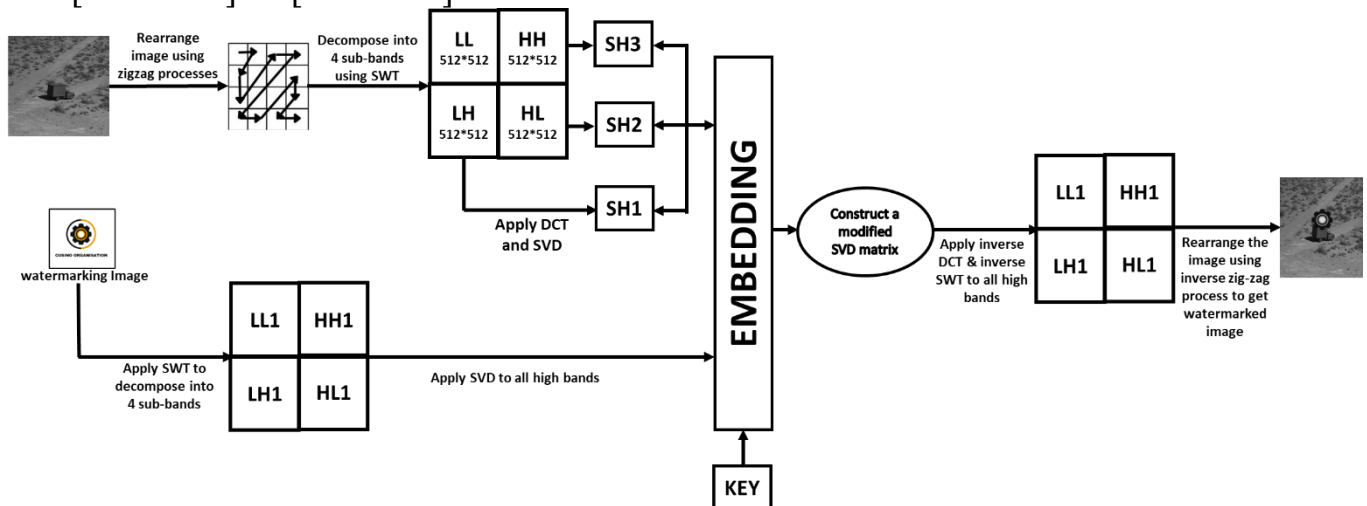 Rearrange
image using
zigzag processes
Decompose into
4 sub-bands
using SWT
LL
512*512
HH
512*512
LH
512*512
HL
512*512
SH3
SH2
SH1
Apply DCT
and SVD
CUSINO ORGANISATION
watermarking Image
Apply SWT to
decompose into
4 sub-bands
LL1
HH1
LH1
HL1
Apply SVD to all high bands
EMBEDDING
KEY
Construct a
modified
SVD matrix
Apply inverse
DCT & inverse
SWT to all high
bands
LL1
HH1
LH1
HL1
Rearrange the
image using
inverse zig-zag
process to get
watermarked
image